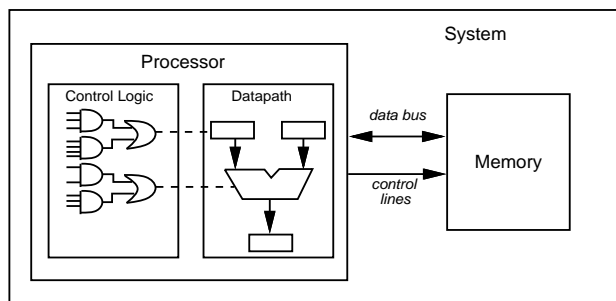 System
Processor
Control Logic
Datapath
data bus
control
lines
Memory